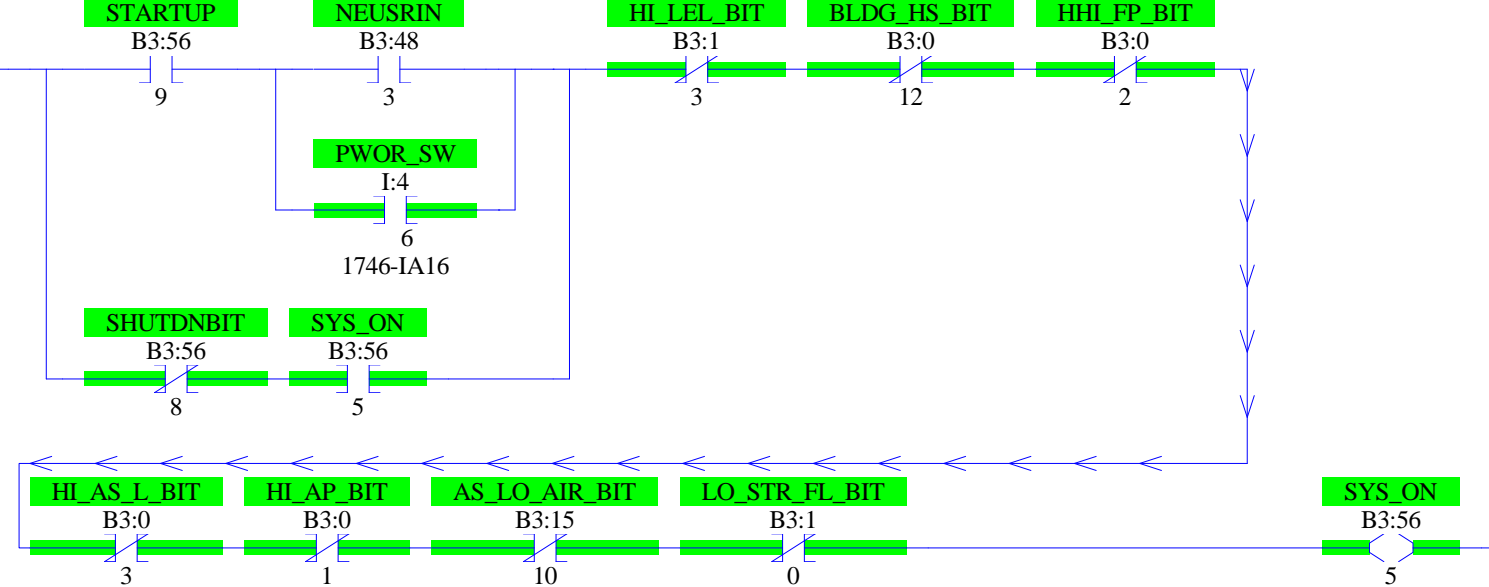 STARTUP NEUSRIN HI_LEL_BIT BLDG_HS_BIT HHI_FP_BIT
B3:56 B3:48 B3:1 B3:0 B3:0
9 3 3 12 2
PWOR_SW
I:4
6
1746-IA16
SHUTDNBIT SYS_ON
B3:56 B3:56
8 5
HI_AS_L_BIT HI_AP_BIT AS_LO_AIR_BIT LO_STR_FL_BIT SYS_ON
B3:0 B3:0 B3:15 B3:1 B3:56
3 1 10 0 5